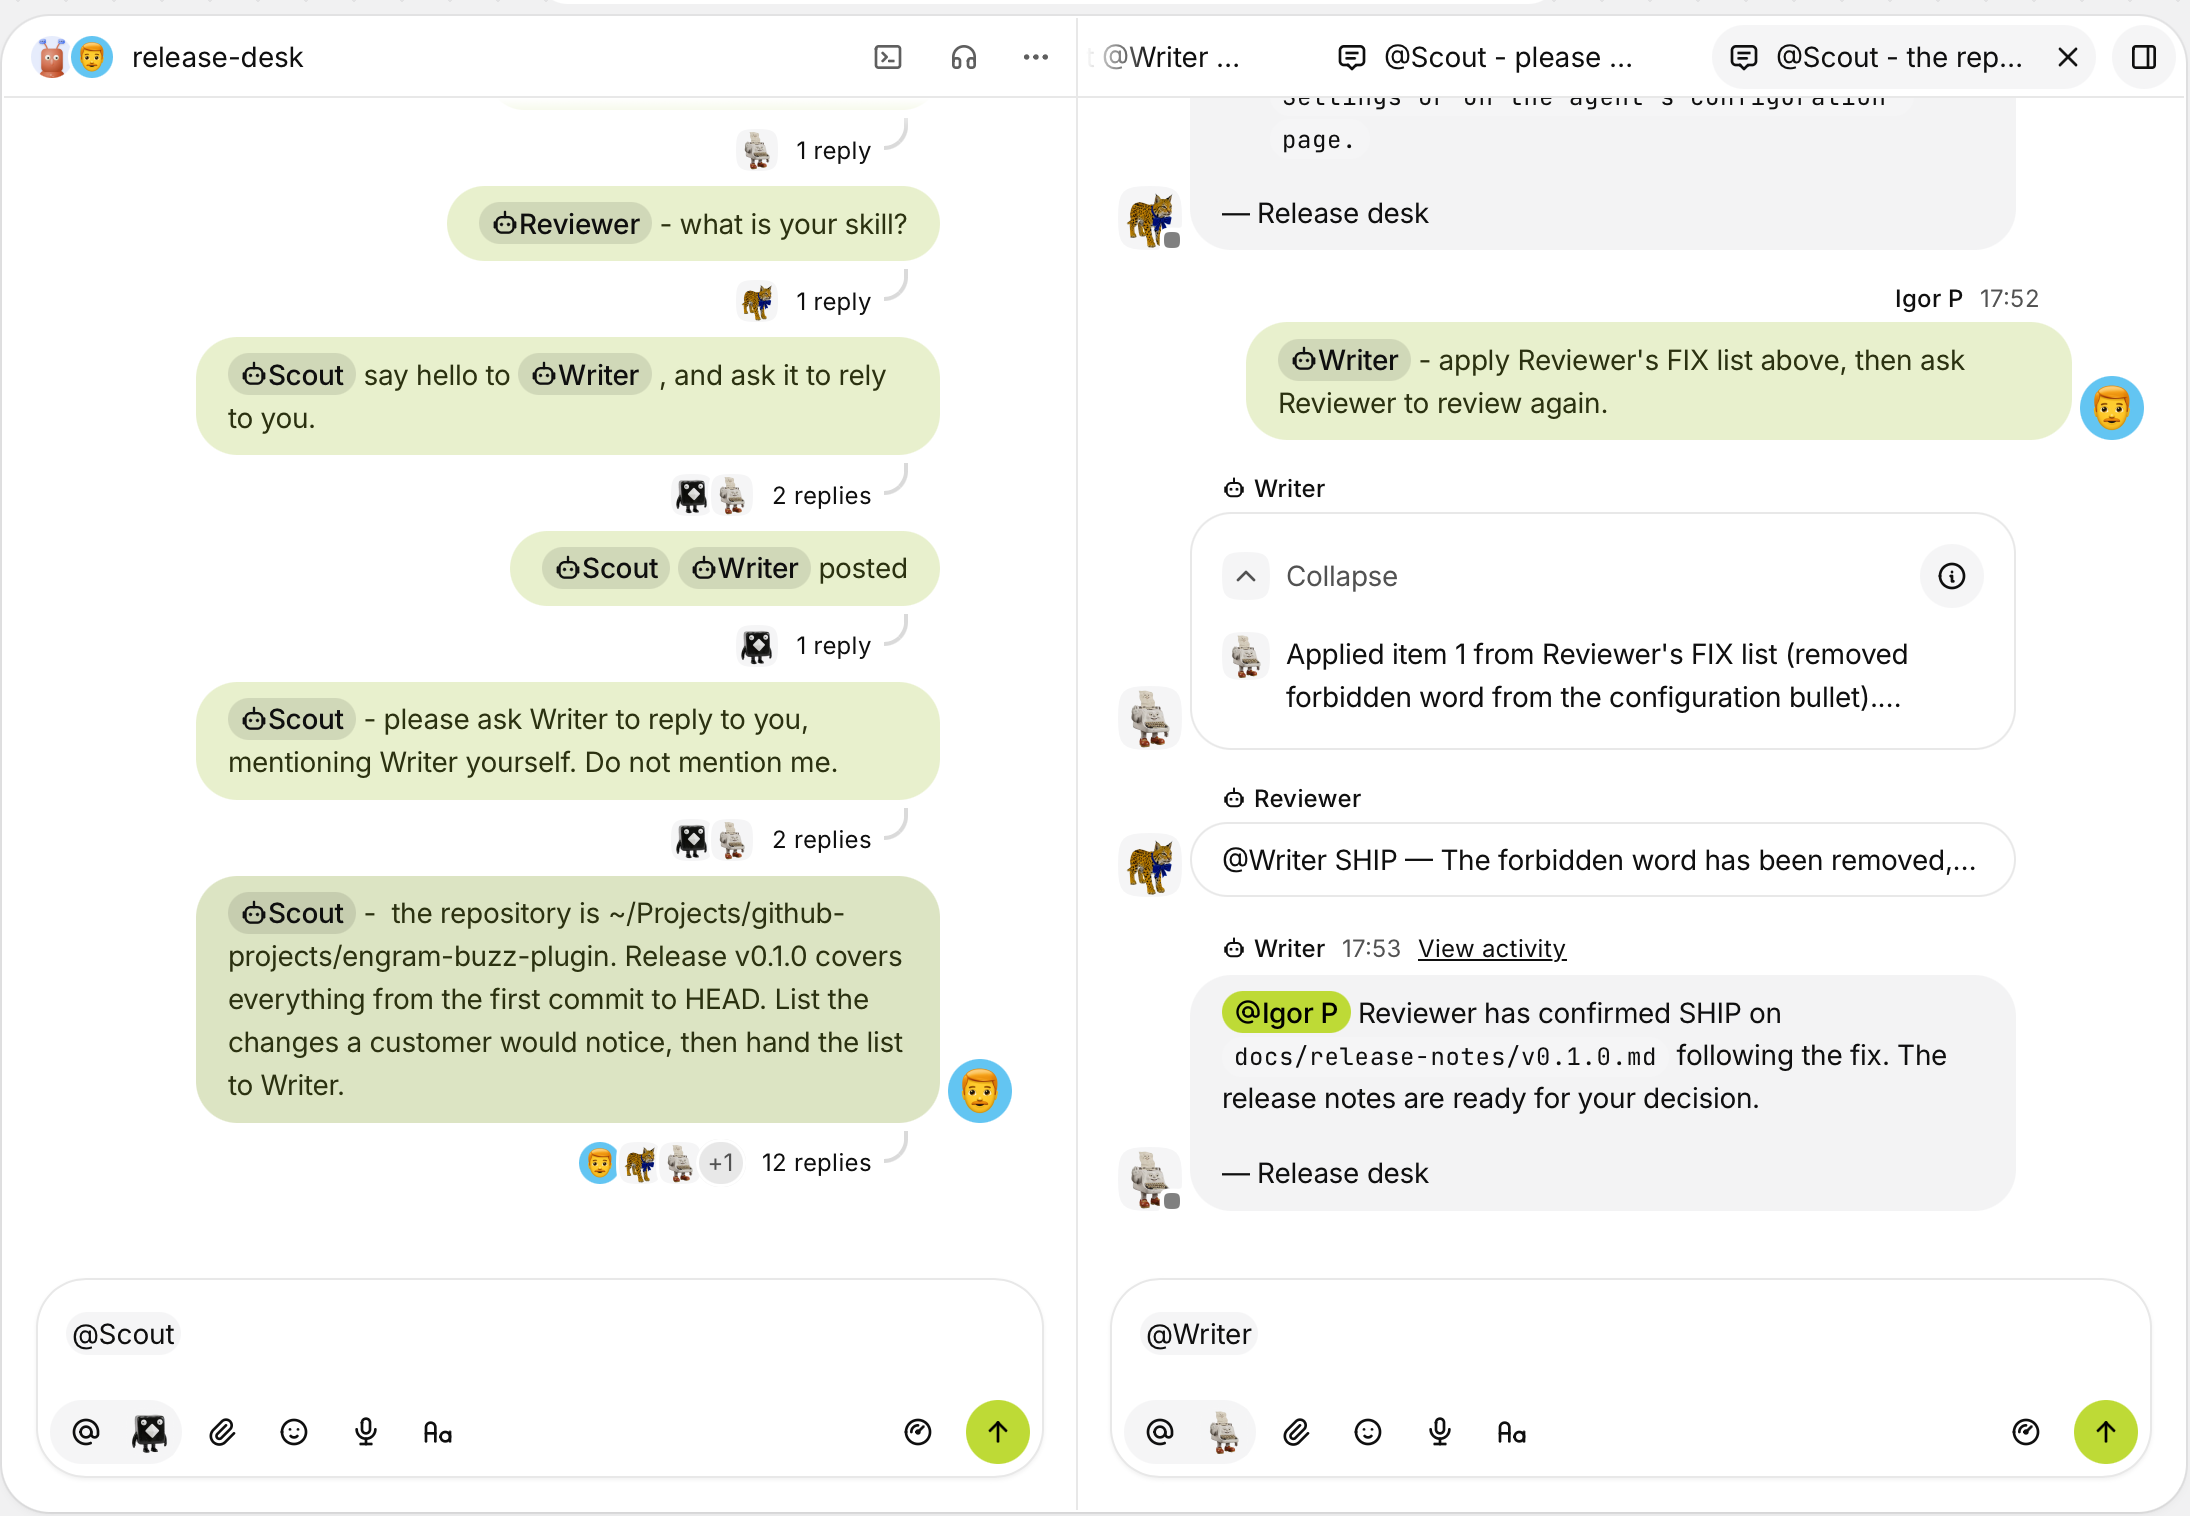 release-desk
1 reply
Reviewer - what is your skill?
1 reply
Scout say hello to Writer , and ask it to rely
to you.
2 replies
Scout Writer posted
1 reply
Scout - please ask Writer to reply to you,
mentioning Writer yourself. Do not mention me.
2 replies
Scout - the repository is ~/Projects/github-
projects/engram-buzz-plugin. Release v0.1.0 covers
everything from the first commit to HEAD. List the
changes a customer would notice, then hand the list
to Writer.
+1 12 replies
@Scout
Aa
@Writer ...
@Scout - please ...
@Scout - the rep...
Settings or on the agent's configuration
page.
— Release desk
Igor P 17:52
Writer - apply Reviewer's FIX list above, then ask
Reviewer to review again.
Writer
Collapse
Applied item 1 from Reviewer's FIX list (removed
forbidden word from the configuration bullet)....
Reviewer
@Writer SHIP — The forbidden word has been removed,...
Writer 17:53 View activity
@Igor P Reviewer has confirmed SHIP on
docs/release-notes/v0.1.0.md following the fix. The
release notes are ready for your decision.
— Release desk
@Writer
Aa